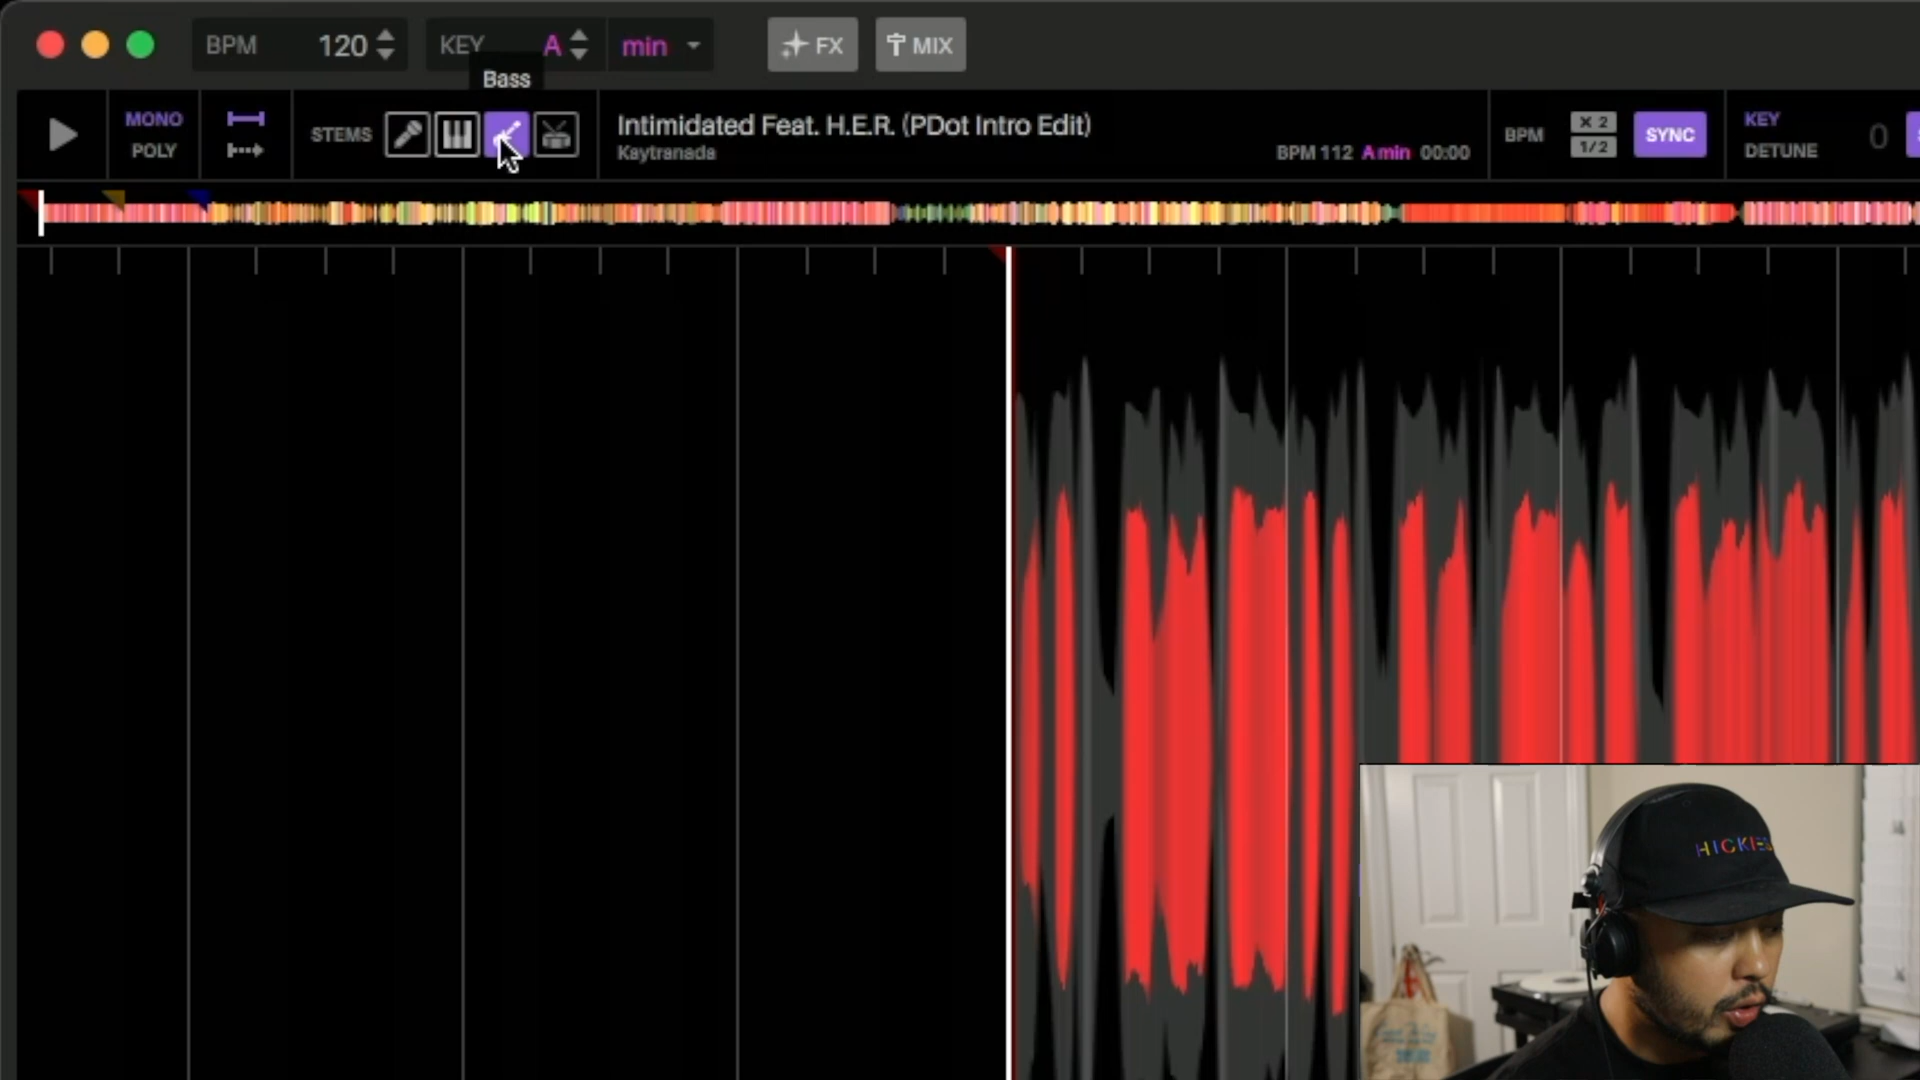 BPM 120 KEY A min FX MIX
Bass
MONO
POLY
STEMS
Intimidated Feat. H.E.R. (PDot Intro Edit)
Kaytranada
BPM 112 Amin 00:00
BPM
X 2
1/2
SYNC
KEY
DETUNE
0